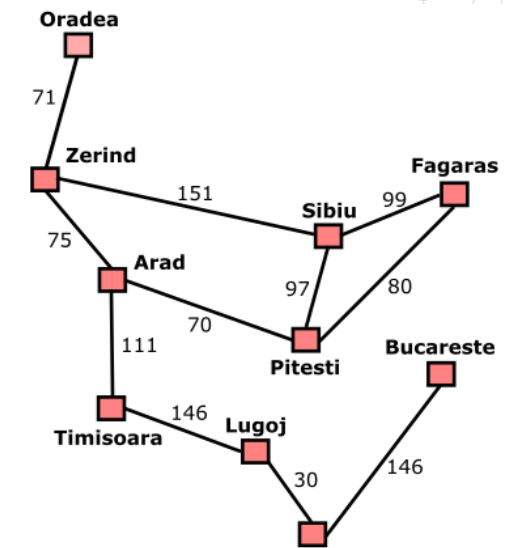 Oradea
71
Zerind
Fagaras
151
99
Sibiu
75
Arad
97
80
70
111
Pitesti
Bucareste
146
Lugoj
Timisoara
146
30